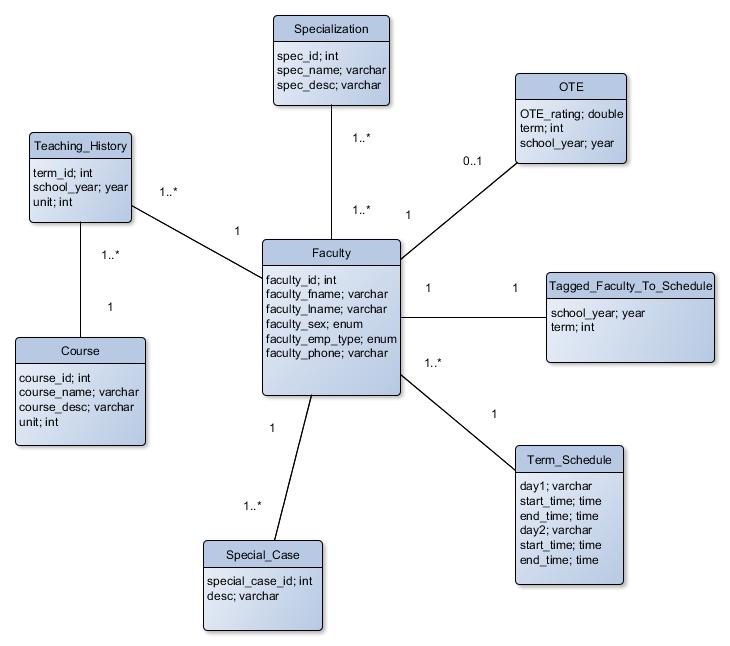 Specialization
spec_id; int
spec_name; varchar
spec_desc; varchar
OTE
OTE_rating; double
term; int
school_year; year
Teaching_History
term_id; int
school_year; year
unit; int
1..*
0..1
1..*
1..*
1
1
1..*
1
Faculty
faculty_id; int
faculty_fname; varchar
faculty_lname; varchar
faculty_sex; enum
faculty_emp_type; enum
faculty_phone; varchar
1
1
Tagged_Faculty_To_Schedule
school_year; year
term; int
Course
course_id; int
course_name; varchar
course_desc; varchar
unit; int
1..*
1
1
1..*
Term_Schedule
day1; varchar
start_time; time
end_time; time
day2; varchar
start_time; time
end_time; time
Special_Case
special_case_id; int
desc; varchar